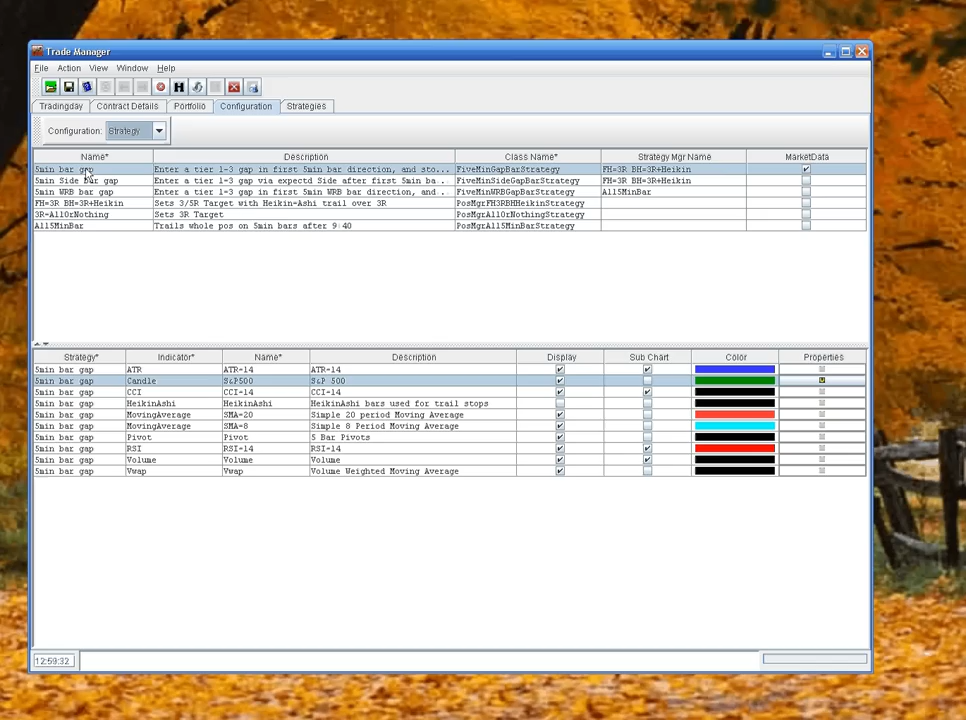 Trade Manager
File Action View Window Help
Tradingday Contract Details Portfolio Configuration Strategies
Configuration: Strategy
Name* Description Class Name* Strategy Mgr Name MarketData
5min bar gap Enter a tier 1-3 gap in first 5min bar direction, and sto... FiveMinGapBarStrategy FH=3R BH=3R+Heikin
5min Side Bar gap Enter a tier 1-3 gap via expectd Side after first 5min ba... FiveMinSideGapBarStrategy FH=3R BH=3R+Heikin
5min WRB bar gap Enter a tier 1-3 gap in first 5min WRB bar direction, and ... FiveMinWRBGapBarStrategy All5MinBar
FH=3R BH=3R+Heikin Sets 3/5R Target with Heikin-Ashi trail over 3R PosMgrFH3RBHHeikinStrategy
3R=AllOrNothing Sets 3R Target PosMgrAllOrNothingStrategy
All5MinBar Trails whole pos on 5min bars after 9:40 PosMgrAll5MinBarStrategy
Strategy* Indicator* Name* Description Display Sub Chart Color Properties
5min bar gap ATR ATR-14 ATR-14
5min bar gap Candle S&P500 S&P 500
5min bar gap CCI CCI-14 CCI-14
5min bar gap HeikinAshi HeikinAshi HeikinAshi bars used for trail stops
5min bar gap MovingAverage SMA-20 Simple 20 period Moving Average
5min bar gap MovingAverage SMA-8 Simple 8 Period Moving Average
5min bar gap Pivot Pivot 5 Bar Pivots
5min bar gap RSI RSI-14 RSI-14
5min bar gap Volume Volume Volume
5min bar gap Vwap Vwap Volume Weighted Moving Average
12:59:32